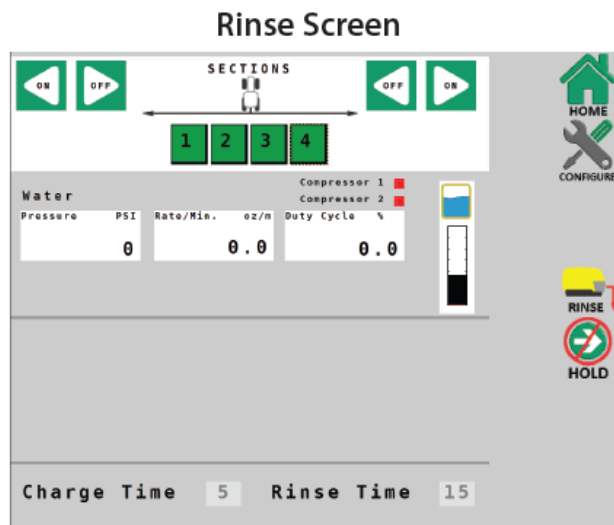 Rinse Screen
SECTIONS
ON OFF OFF ON
1 2 3 4
HOME
CONFIGURE
Compressor 1
Compressor 2
Water
Pressure PSI Rate/Min. oz/m Duty Cycle %
0 0.0 0.0
RINSE
HOLD
Charge Time 5 Rinse Time 15